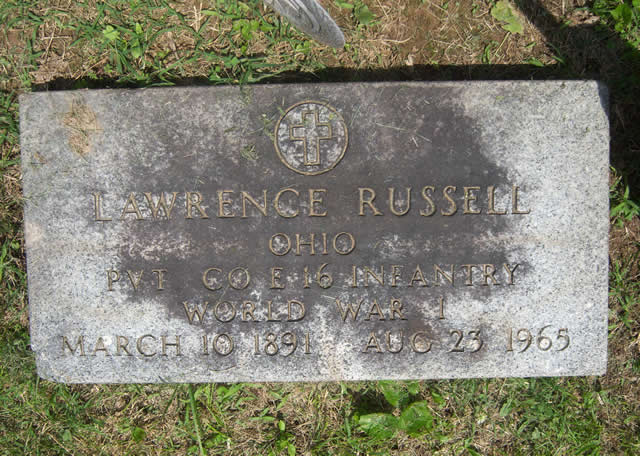 LAWRENCE RUSSELL
OHIO
PVT CO E 16 INFANTRY
WORLD WAR I
MARCH 10 1891 AUG 23 1965